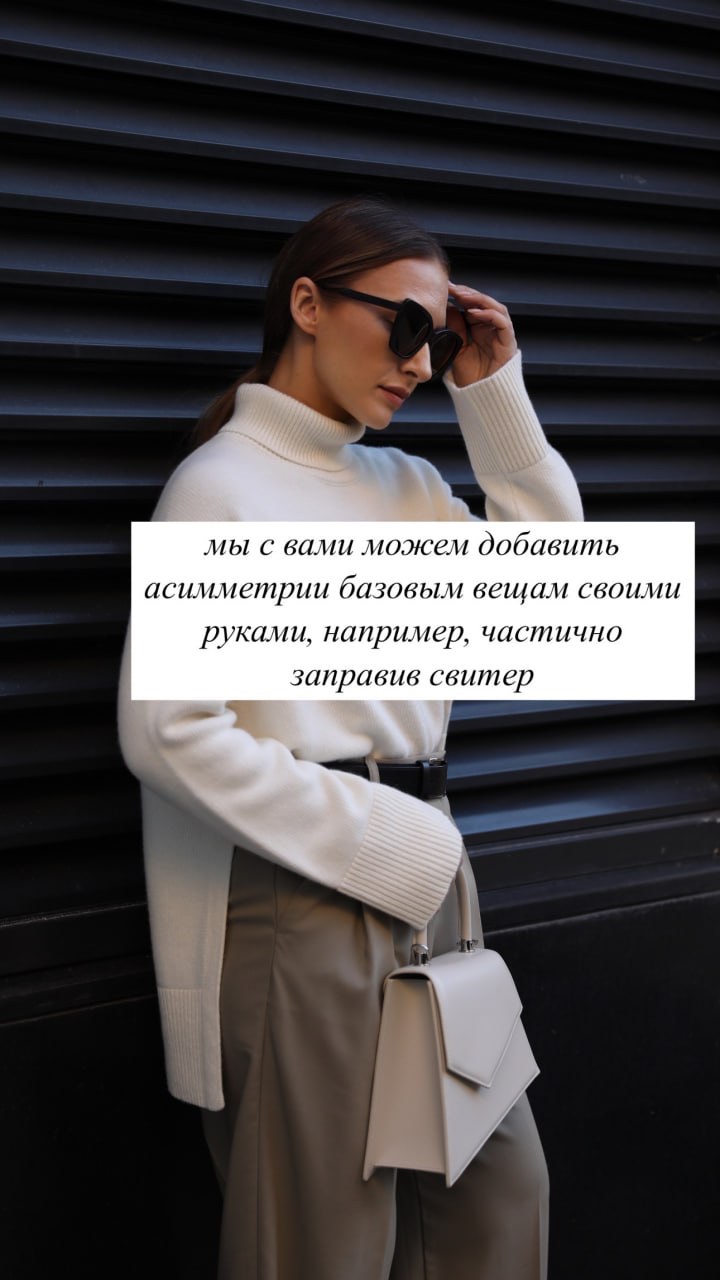 мы с вами можем добавить
асимметрии базовым вещам своими
руками, например, частично
заправив свитер